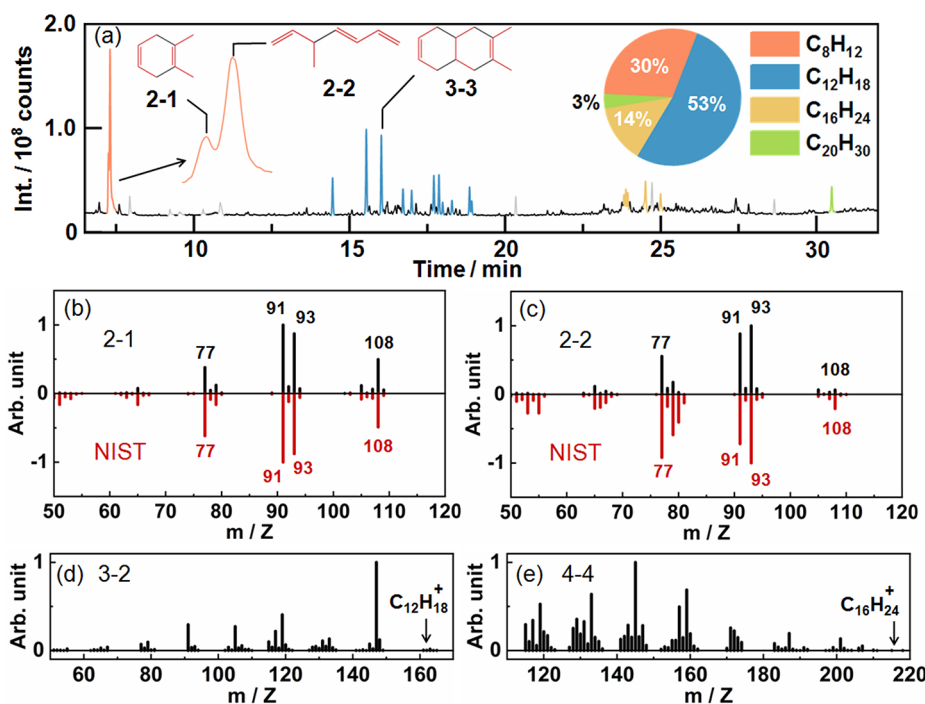 (a)
2.0
1.0
0
Int. / 10⁸ counts
2-1
2-2
3-3
30%
53%
14%
3%
C₈H₁₂
C₁₂H₁₈
C₁₆H₂₄
C₂₀H₃₀
10 15 20 25 30
Time / min
(b)
2-1
NIST
1
0
-1
Arb. unit
77
91
93
108
77
91
93
108
50 60 70 80 90 100 110 120
m / Z
(c)
2-2
NIST
1
0
-1
Arb. unit
77
91
93
108
77
91
93
108
50 60 70 80 90 100 110 120
m / Z
(d) 3-2
1
0
Arb. unit
C₁₂H₁₈⁺
60 80 100 120 140 160
m / Z
(e) 4-4
1
0
Arb. unit
C₁₆H₂₄⁺
120 140 160 180 200 220
m / Z